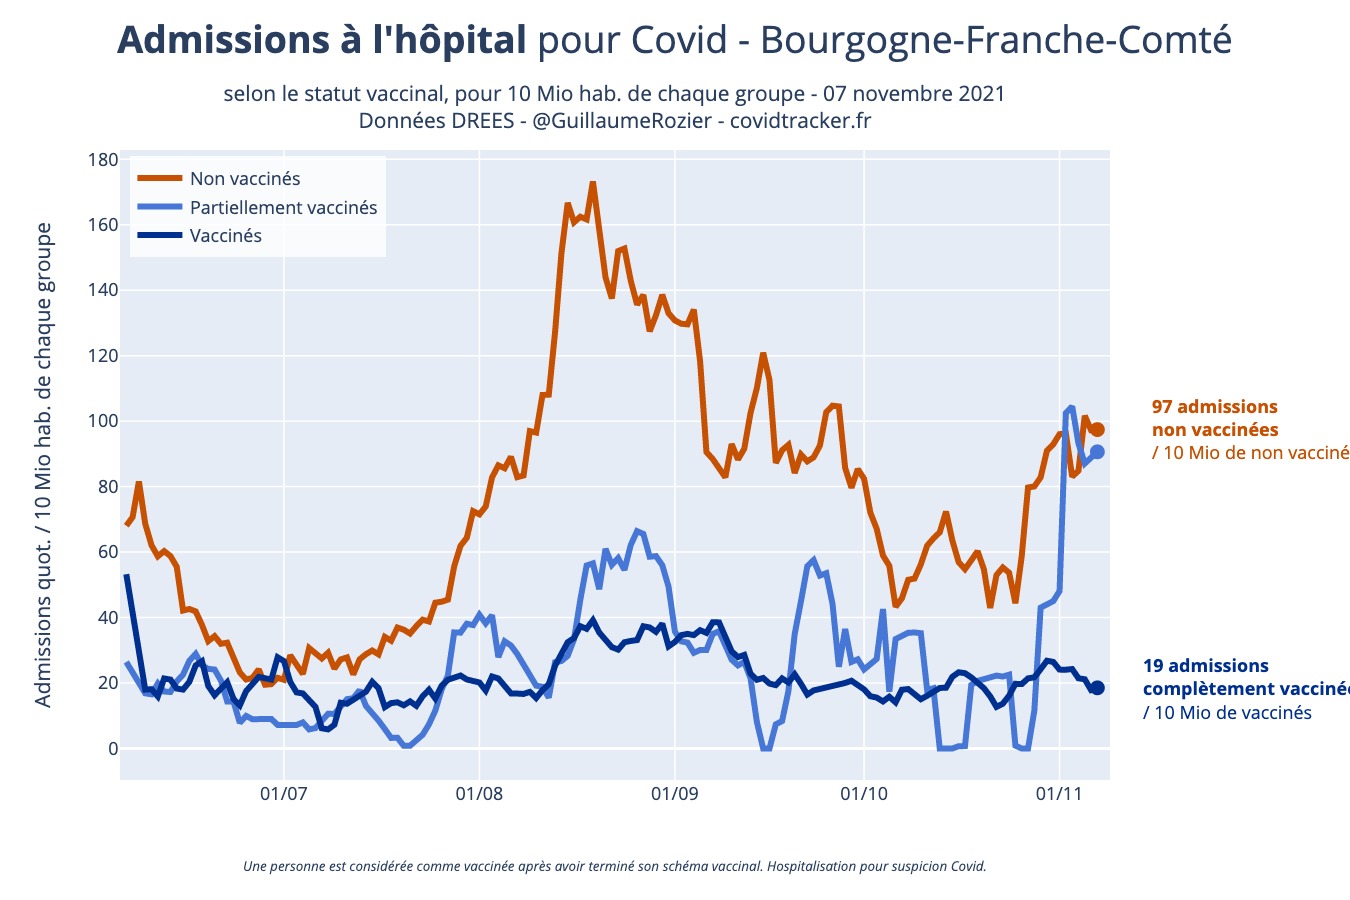 Admissions à l'hôpital pour Covid - Bourgogne-Franche-Comté
selon le statut vaccinal, pour 10 Mio hab. de chaque groupe - 07 novembre 2021
Données DREES - @GuillaumeRozier - covidtracker.fr
Admissions quot. / 10 Mio hab. de chaque groupe
180
160
140
120
100
80
60
40
20
0
Non vaccinés
Partiellement vaccinés
Vaccinés
97 admissions
non vaccinées
/ 10 Mio de non vacciné
19 admissions
complètement vacciné
/ 10 Mio de vaccinés
01/07
01/08
01/09
01/10
01/11
Une personne est considérée comme vaccinée après avoir terminé son schéma vaccinal. Hospitalisation pour suspicion Covid.